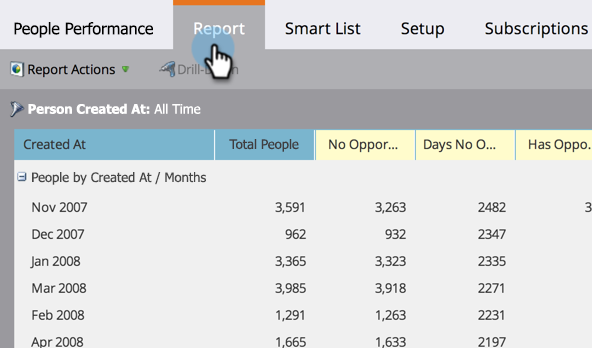 People Performance Report Smart List Setup Subscriptions
Report Actions Drill-Down
Person Created At: All Time
Created At Total People No Oppor... Days No O... Has Oppo.
People by Created At / Months
Nov 2007 3,591 3,263 2482 3
Dec 2007 962 932 2347
Jan 2008 3,365 3,323 2335
Mar 2008 3,985 3,918 2271
Feb 2008 1,291 1,263 2231
Apr 2008 1,665 1,633 2197